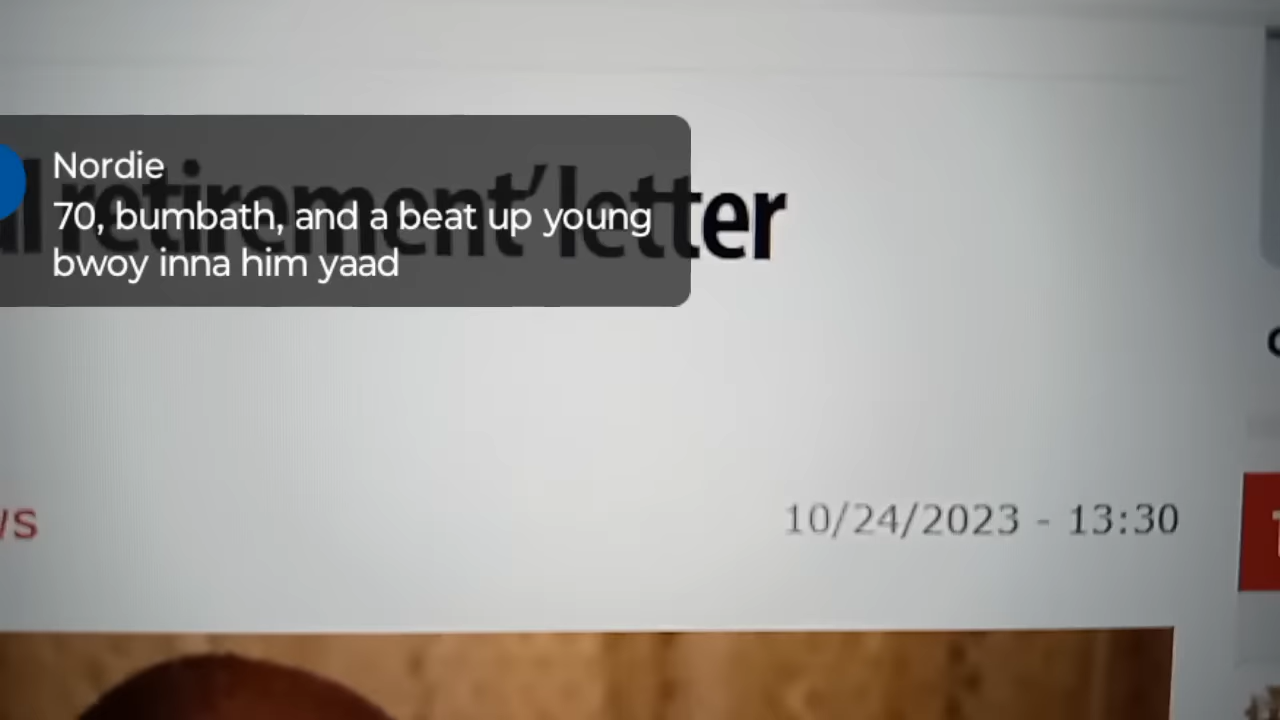 Nordie
70, bumbath, and a beat up young
bwoy inna him yaad
retirement' letter
10/24/2023 - 13:30